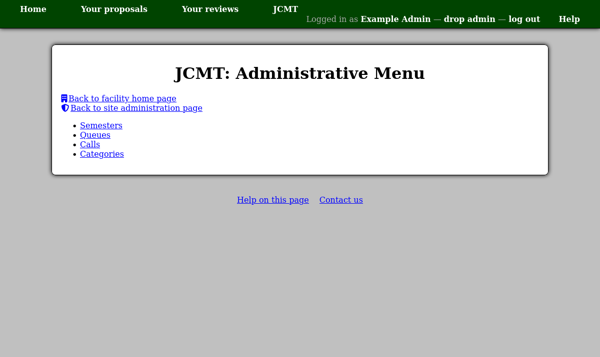 Home Your proposals Your reviews JCMT
Logged in as Example Admin — drop admin — log out Help
JCMT: Administrative Menu
Back to facility home page
Back to site administration page
Semesters
Queues
Calls
Categories
Help on this page Contact us